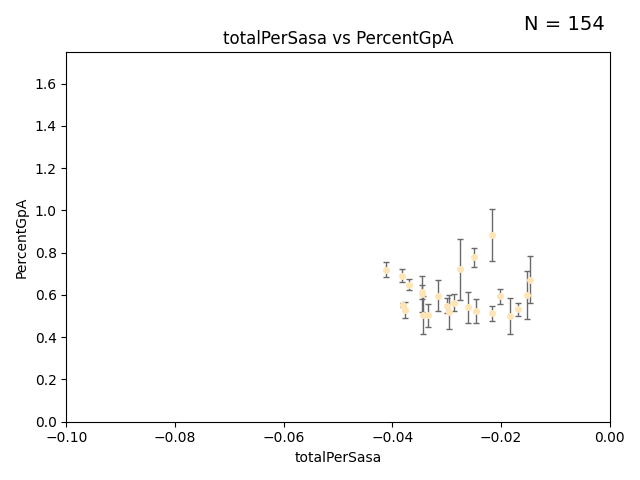 N = 154
totalPerSasa vs PercentGpA
PercentGpA
1.6
1.4
1.2
1.0
0.8
0.6
0.4
0.2
0.0
−0.10 −0.08 −0.06 −0.04 −0.02 0.00
totalPerSasa